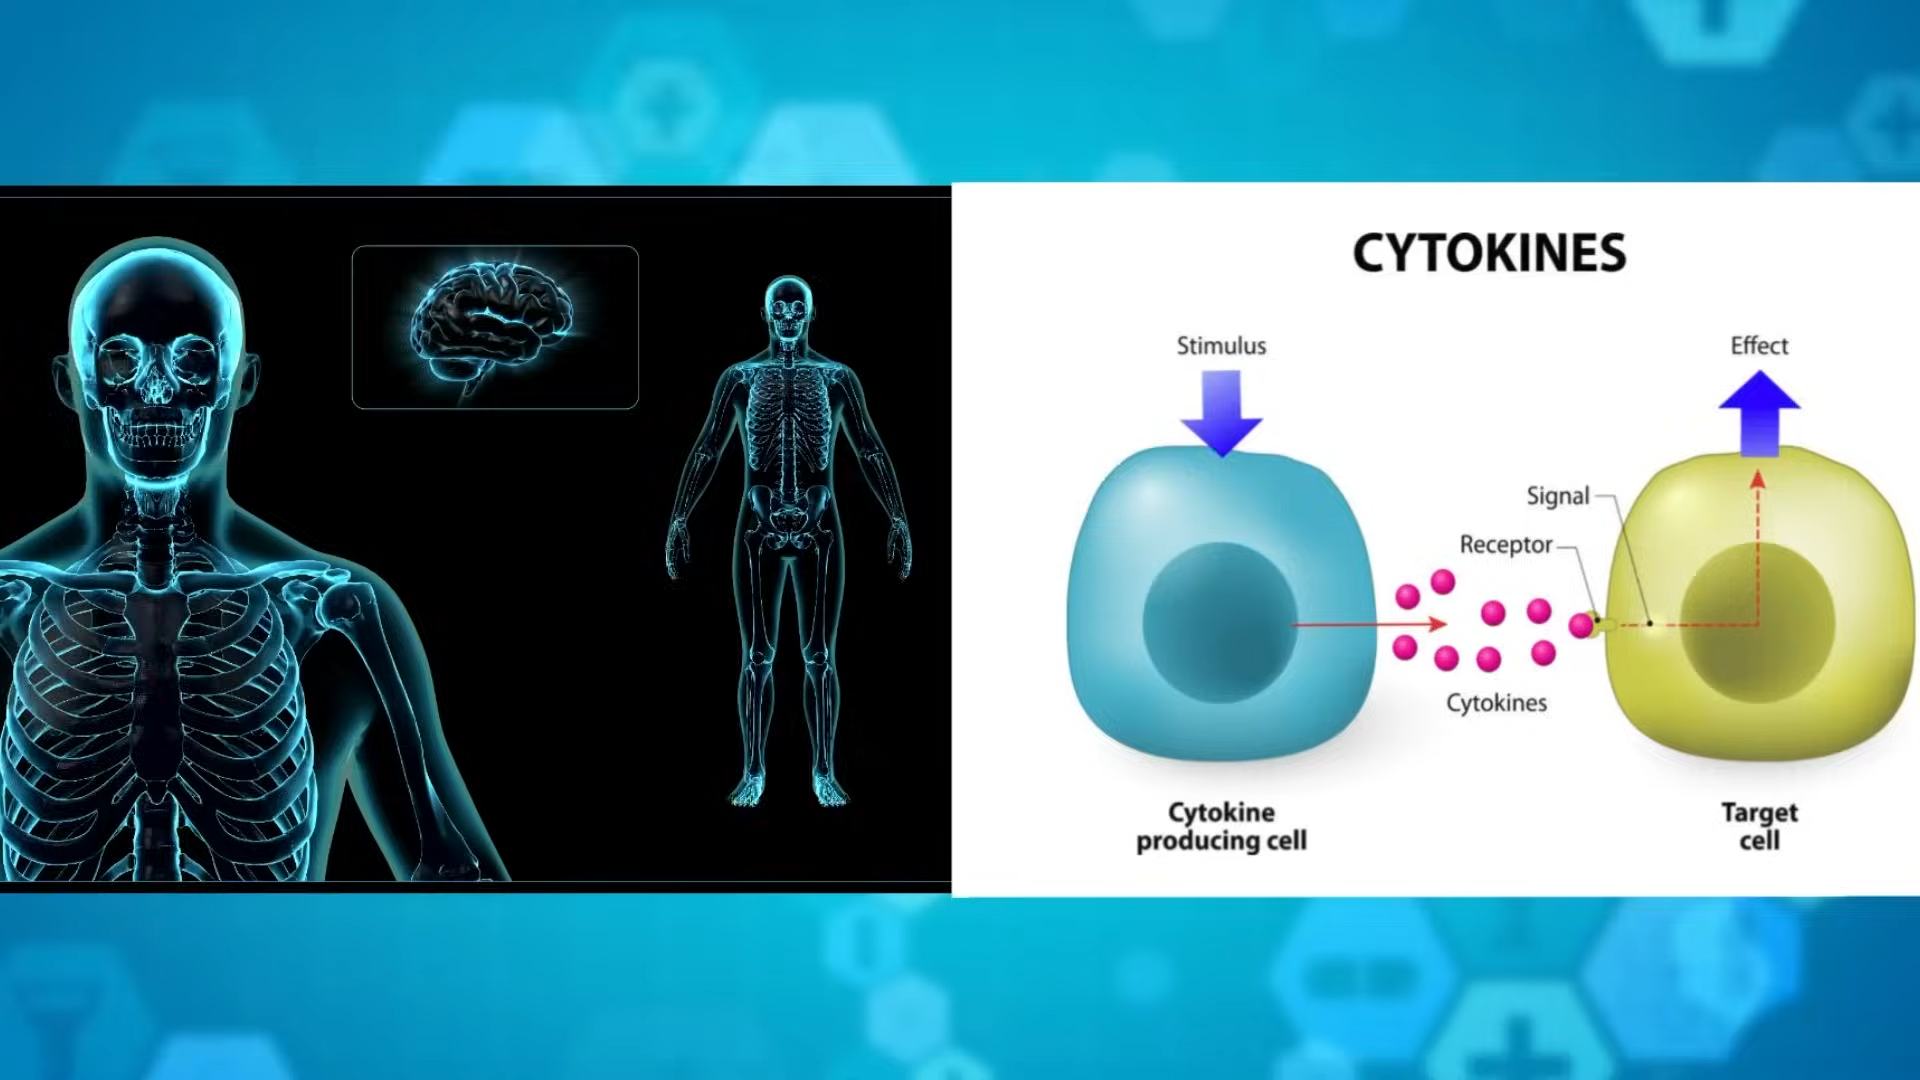 CYTOKINES
Stimulus
Effect
Signal
Receptor
Cytokines
Cytokine
producing cell
Target
cell